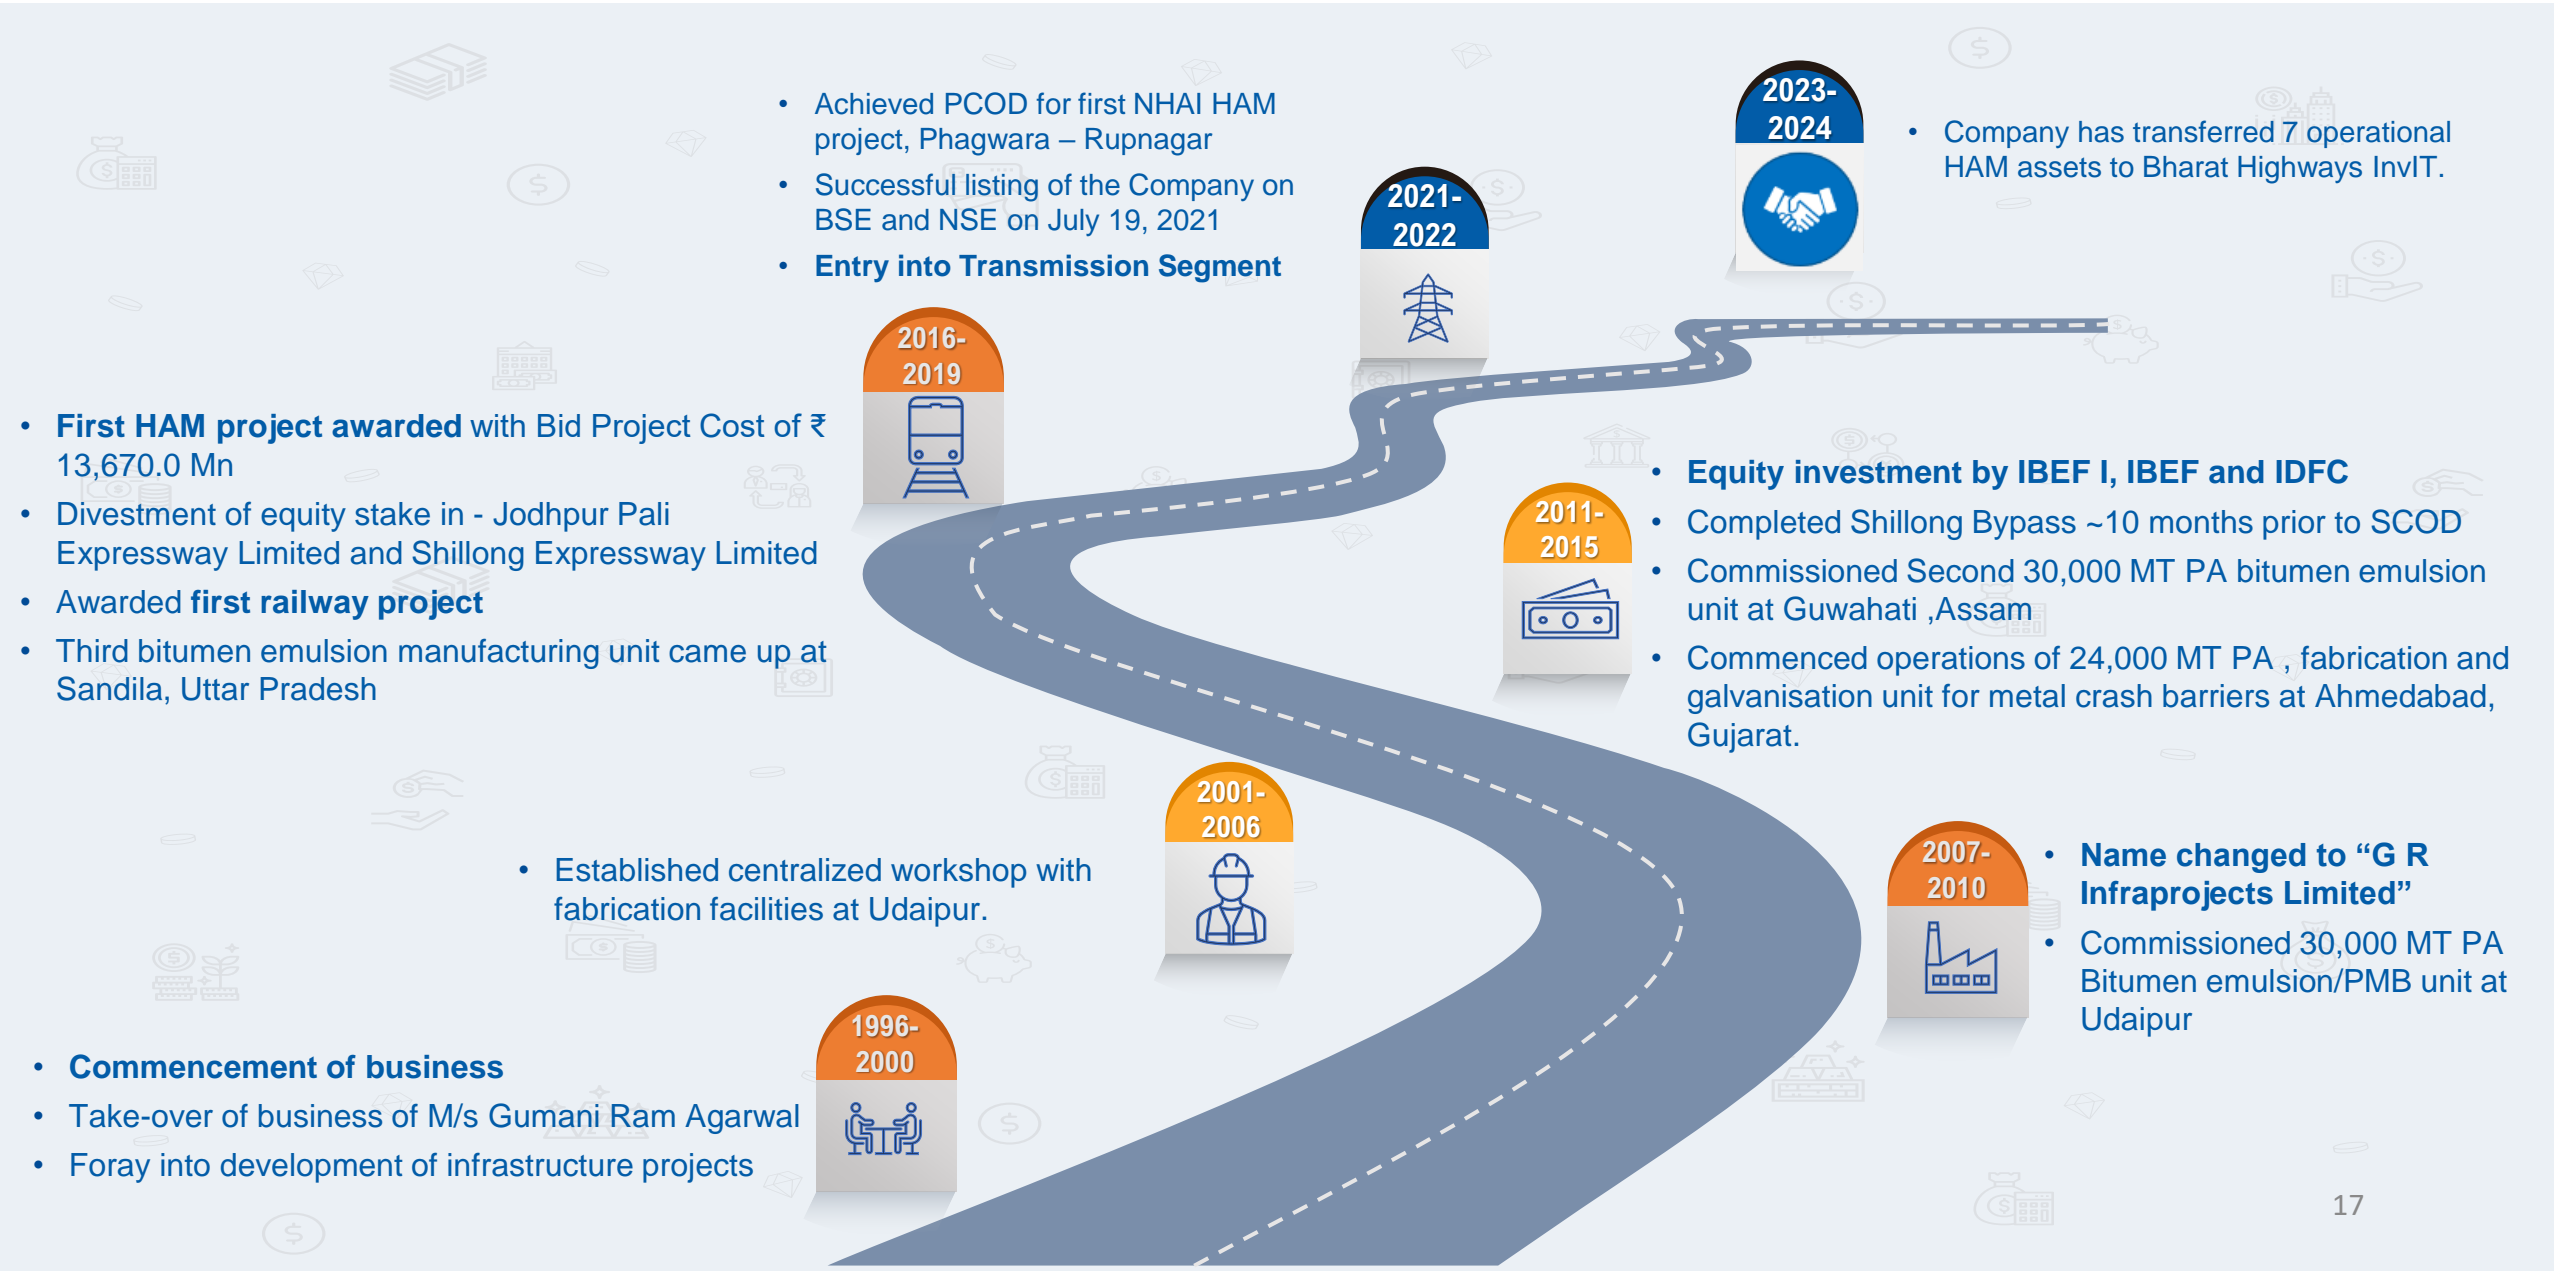 2023-
2024
• Company has transferred 7 operational
HAM assets to Bharat Highways InvIT.
• Achieved PCOD for first NHAI HAM
project, Phagwara – Rupnagar
• Successful listing of the Company on
BSE and NSE on July 19, 2021
• Entry into Transmission Segment
2021-
2022
2016-
2019
• First HAM project awarded with Bid Project Cost of ₹
13,670.0 Mn
• Divestment of equity stake in - Jodhpur Pali
Expressway Limited and Shillong Expressway Limited
• Awarded first railway project
• Third bitumen emulsion manufacturing unit came up at
Sandila, Uttar Pradesh
2011-
2015
• Equity investment by IBEF I, IBEF and IDFC
• Completed Shillong Bypass ~10 months prior to SCOD
• Commissioned Second 30,000 MT PA bitumen emulsion
unit at Guwahati ,Assam
• Commenced operations of 24,000 MT PA , fabrication and
galvanisation unit for metal crash barriers at Ahmedabad,
Gujarat.
2001-
2006
• Established centralized workshop with
fabrication facilities at Udaipur.
2007-
2010
• Name changed to “G R
Infraprojects Limited”
• Commissioned 30,000 MT PA
Bitumen emulsion/PMB unit at
Udaipur
1996-
2000
• Commencement of business
• Take-over of business of M/s Gumani Ram Agarwal
• Foray into development of infrastructure projects
17